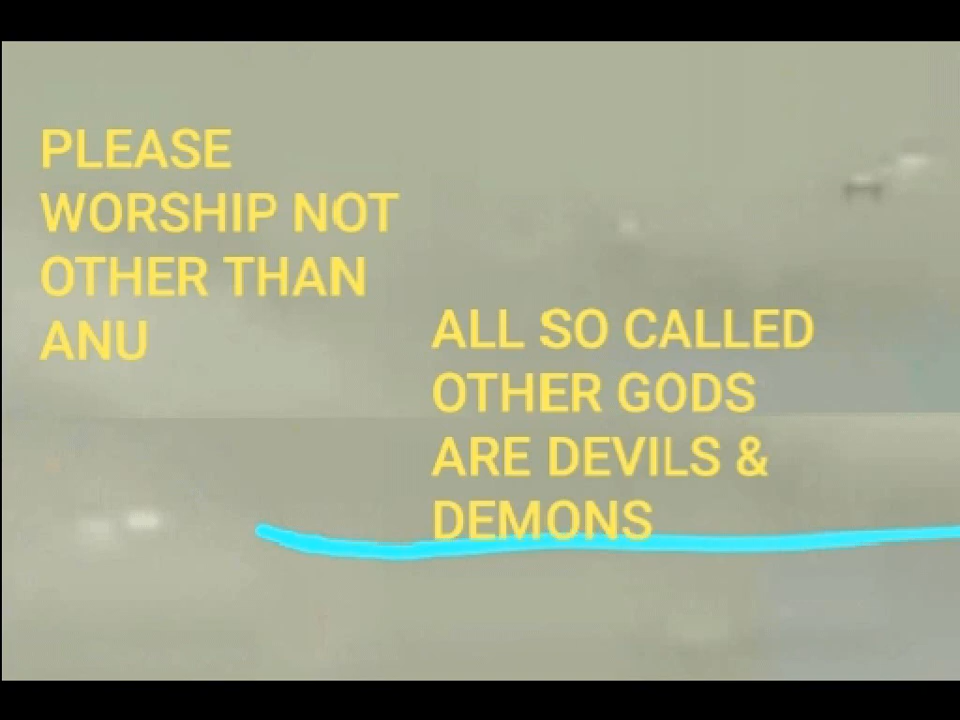 PLEASE
WORSHIP NOT
OTHER THAN
ANU
ALL SO CALLED
OTHER GODS
ARE DEVILS &
DEMONS